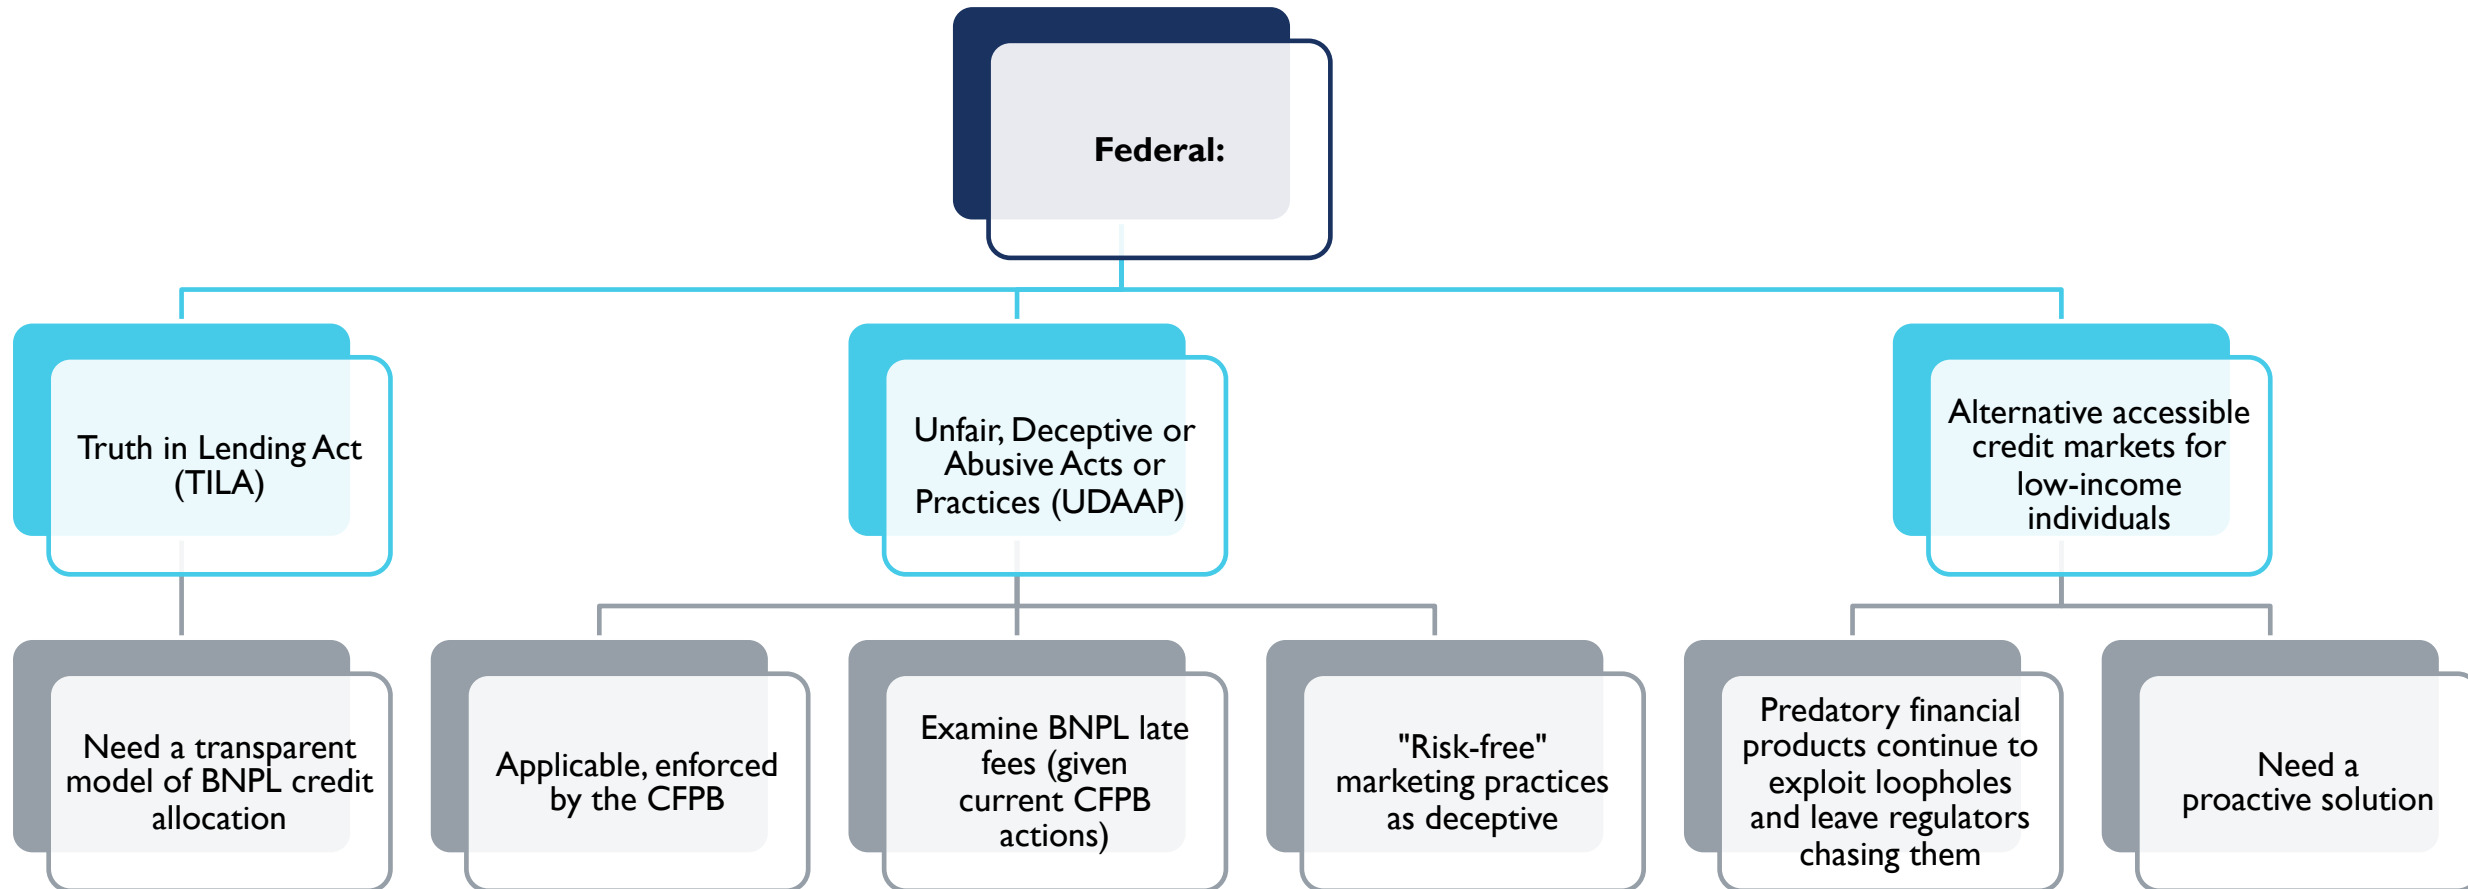 Federal:
Truth in Lending Act
(TILA)
Unfair, Deceptive or
Abusive Acts or
Practices (UDAAP)
Alternative accessible
credit markets for
low-income
individuals
Need a transparent
model of BNPL credit
allocation
Applicable, enforced
by the CFPB
Examine BNPL late
fees (given
current CFPB
actions)
"Risk-free"
marketing practices
as deceptive
Predatory financial
products continue to
exploit loopholes
and leave regulators
chasing them
Need a
proactive solution